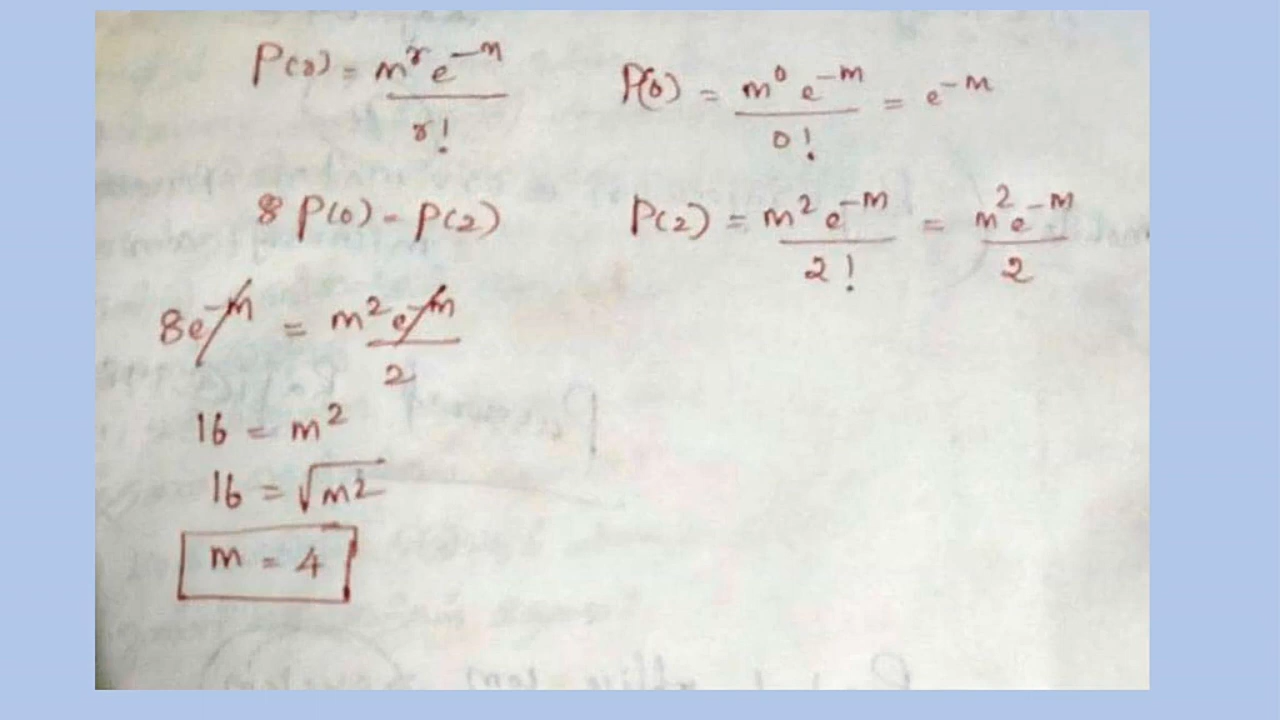 P(r) = m^r e^-m / r!
P(0) = m^0 e^-m / 0! = e^-m
8 P(0) = P(2)
P(2) = m^2 e^-m / 2! = m^2 e^-m / 2
8e^-m = m^2 e^-m / 2
16 = m^2
16 = √m^2
m = 4